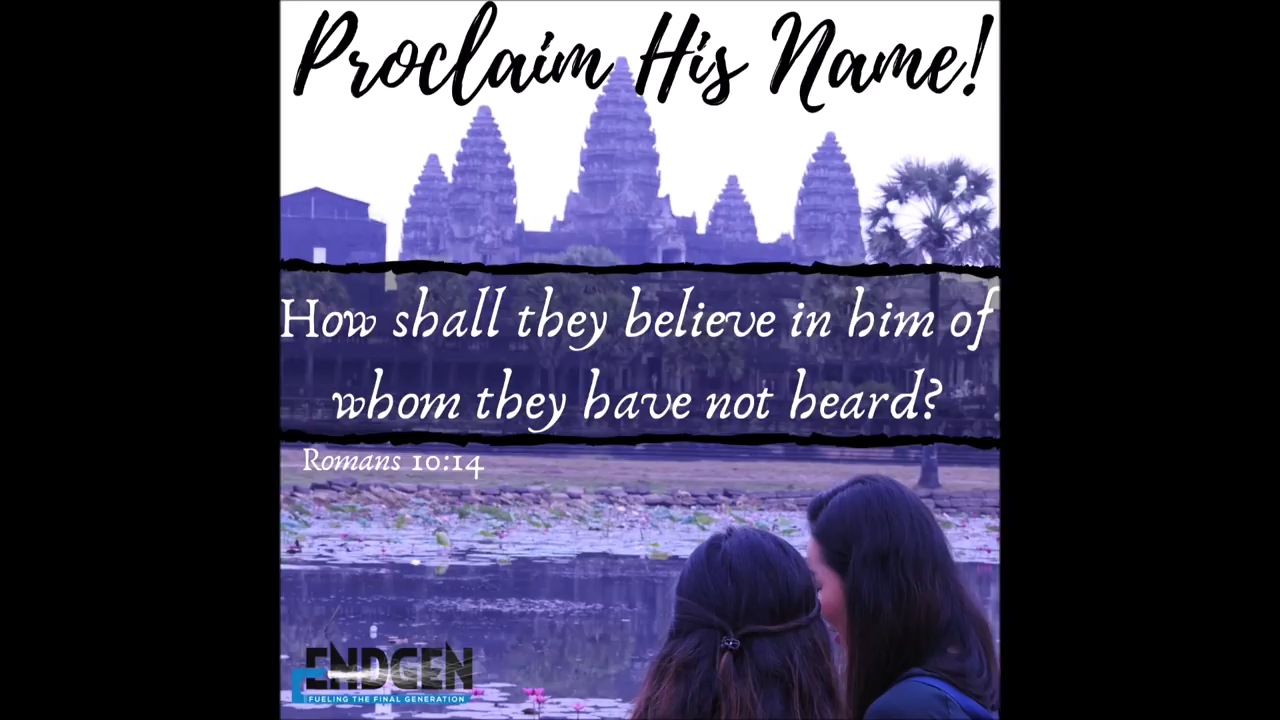 Proclaim His Name!
How shall they believe in him of
whom they have not heard?
Romans 10:14
ENDGEN
FUELING THE FINAL GENERATION